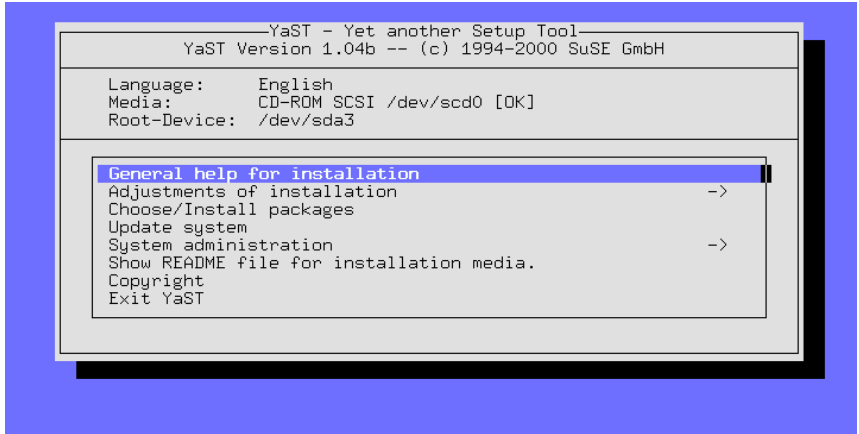 YaST - Yet another Setup Tool
YaST Version 1.04b -- (c) 1994-2000 SuSE GmbH
Language: English
Media: CD-ROM SCSI /dev/scd0 [OK]
Root-Device: /dev/sda3
General help for installation
Adjustments of installation ->
Choose/Install packages
Update system
System administration ->
Show README file for installation media.
Copyright
Exit YaST